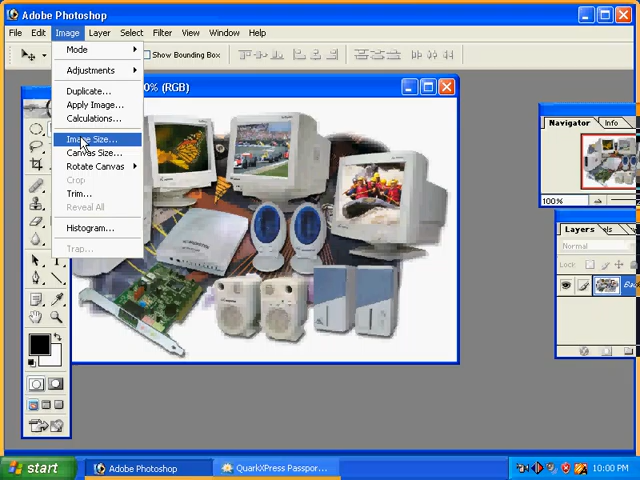 Adobe Photoshop
File Edit Image Layer Select Filter View Window Help
Show Bounding Box
Mode
Adjustments
Duplicate...
Apply Image...
Calculations...
Image Size...
Canvas Size...
Rotate Canvas
Crop
Trim...
Reveal All
Histogram...
Trap...
0% (RGB)
Navigator Info
100%
Layers
Normal
Lock:
start
Adobe Photoshop
QuarkXPress Passpor...
10:00 PM